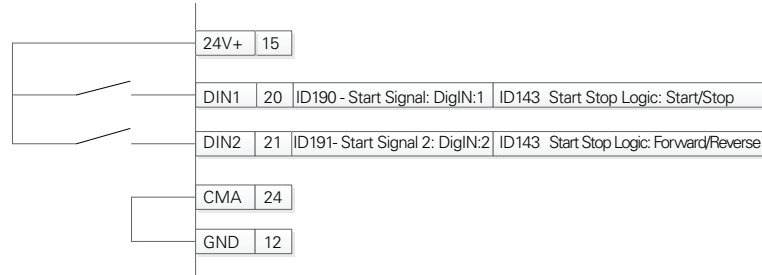 24V+ 15
DIN1 20 ID190 - Start Signal: DigIN:1 ID143 Start Stop Logic: Start/Stop
DIN2 21 ID191- Start Signal 2: DigIN:2 ID143 Start Stop Logic: Forward/Reverse
CMA 24
GND 12